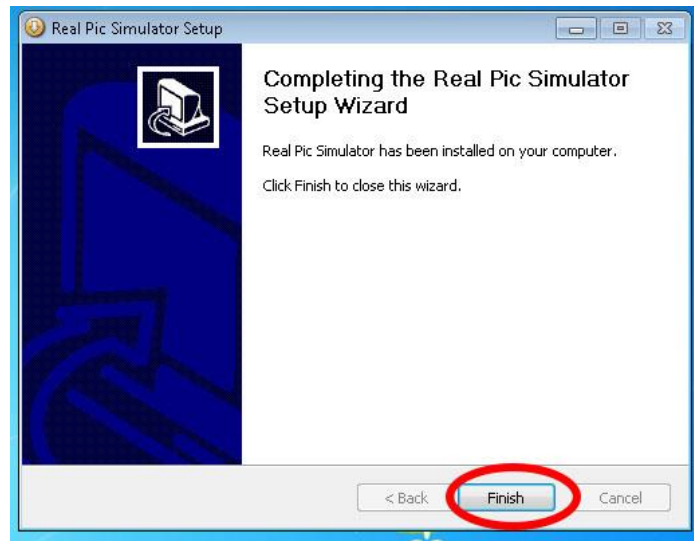 Real Pic Simulator Setup
Completing the Real Pic Simulator
Setup Wizard
Real Pic Simulator has been installed on your computer.
Click Finish to close this wizard.
< Back
Finish
Cancel